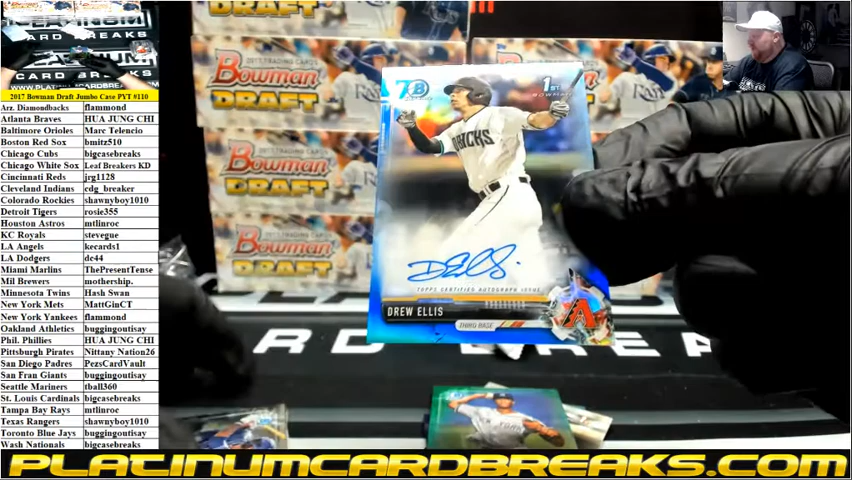 2017 Bowman Draft Jumbo Case PYT #110
Arr. Diamondbacks flammond
Atlanta Braves HUA JUNG CHI
Baltimore Orioles Marc Telencio
Boston Red Sox bmitz510
Chicago Cubs bigcasebreaks
Chicago White Sox Leaf Breakers KD
Cincinnati Reds jrg1128
Cleveland Indians cdg_breaker
Colorado Rockies shawnyboy1010
Detroit Tigers rosie355
Houston Astros mtlinroc
KC Royals stevegue
LA Angels kecards1
LA Dodgers dc44
Miami Marlins ThePresentTense
Mil Brewers mothership.
Minnesota Twins Hash Swan
New York Mets MattGinCT
New York Yankees flammond
Oakland Athletics buggingoutisay
Phil. Phillies HUA JUNG CHI
Pittsburgh Pirates Nittany Nation26
San Diego Padres PezsCardVault
San Fran Giants buggingoutisay
Seattle Mariners tball360
St. Louis Cardinals bigcasebreaks
Tampa Bay Rays mtlinroc
Texas Rangers shawnyboy1010
Toronto Blue Jays buggingoutisay
Wash Nationals bigcasebreaks
CARD BREAKS
Bowman
DRAFT
Bowman
DRAFT
Bowman
DRAFT
Bowman
DRAFT
70 B
1ST
BOWMAN
TOPPS CERTIFIED AUTOGRAPH ISSUE
DREW ELLIS
THIRD BASE
A
RD BREA
PLATINUMCARDBREAKS.COM